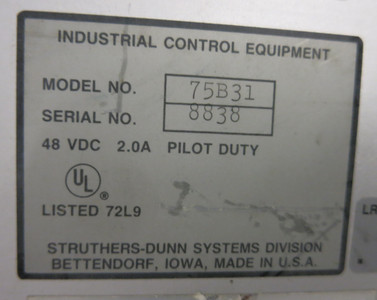 INDUSTRIAL CONTROL EQUIPMENT
MODEL NO. 75B31
SERIAL NO. 8838
48 VDC 2.0A PILOT DUTY
UL
LISTED 72L9
STRUTHERS-DUNN SYSTEMS DIVISION
BETTENDORF, IOWA, MADE IN U.S.A.
LR